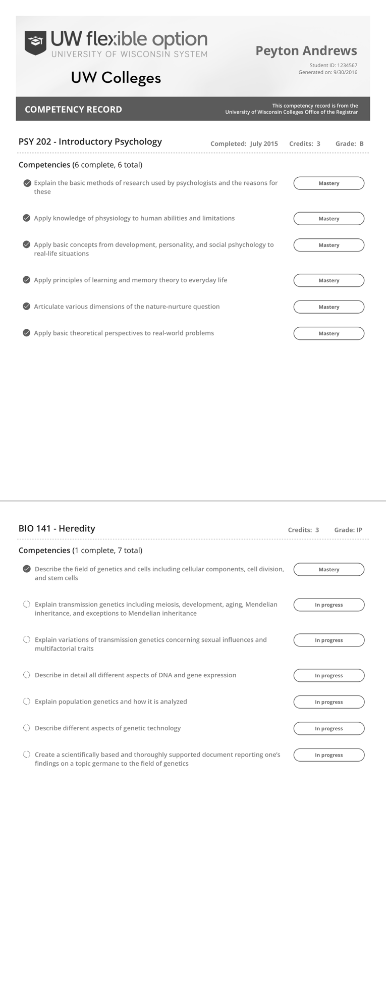 UW flexible option
UNIVERSITY OF WISCONSIN SYSTEM
UW Colleges
Peyton Andrews
Student ID: 1234567
Generated on: 9/30/2016
COMPETENCY RECORD
This competency record is from the
University of Wisconsin Colleges Office of the Registrar
PSY 202 - Introductory Psychology Completed: July 2015 Credits: 3 Grade: B
Competencies (6 complete, 6 total)
Explain the basic methods of research used by psychologists and the reasons for Mastery
these
Apply knowledge of phsysiology to human abilities and limitations Mastery
Apply basic concepts from development, personality, and social pshychology to Mastery
real-life situations
Apply principles of learning and memory theory to everyday life Mastery
Articulate various dimensions of the nature-nurture question Mastery
Apply basic theoretical perspectives to real-world problems Mastery
BIO 141 - Heredity Credits: 3 Grade: IP
Competencies (1 complete, 7 total)
Describe the field of genetics and cells including cellular components, cell division, Mastery
and stem cells
Explain transmission genetics including meiosis, development, aging, Mendelian In progress
inheritance, and exceptions to Mendelian inheritance
Explain variations of transmission genetics concerning sexual influences and In progress
multifactorial traits
Describe in detail all different aspects of DNA and gene expression In progress
Explain population genetics and how it is analyzed In progress
Describe different aspects of genetic technology In progress
Create a scientifically based and thoroughly supported document reporting one's In progress
findings on a topic germane to the field of genetics